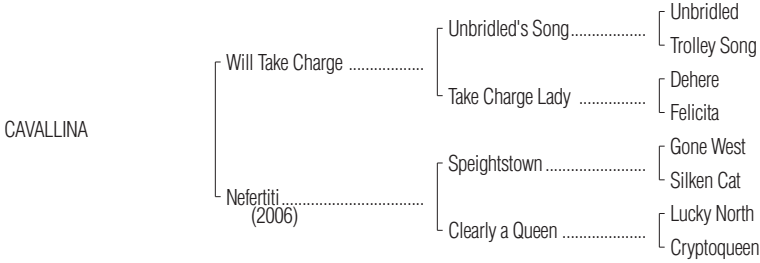 Unbridled
Unbridled's Song..................
Trolley Song
Will Take Charge ..................
Dehere
Take Charge Lady ................
Felicita
CAVALLINA
Gone West
Speightstown ........................
Silken Cat
Nefertiti..................................
(2006)
Lucky North
Clearly a Queen ....................
Cryptoqueen